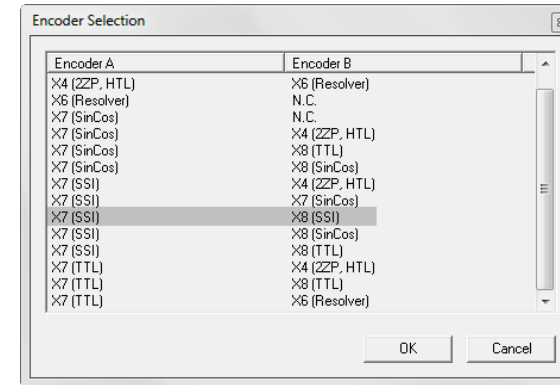 Encoder Selection
Encoder A Encoder B
X4 (2ZP, HTL) X6 (Resolver)
X6 (Resolver) N.C.
X7 (SinCos) N.C.
X7 (SinCos) X4 (2ZP, HTL)
X7 (SinCos) X8 (TTL)
X7 (SinCos) X8 (SinCos)
X7 (SSI) X4 (2ZP, HTL)
X7 (SSI) X7 (SinCos)
X7 (SSI) X8 (SSI)
X7 (SSI) X8 (SinCos)
X7 (SSI) X8 (TTL)
X7 (TTL) X4 (2ZP, HTL)
X7 (TTL) X8 (TTL)
X7 (TTL) X6 (Resolver)
OK Cancel